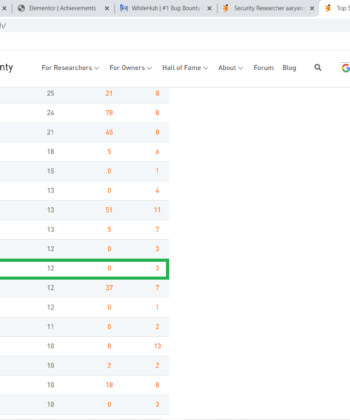 Elementor | Achievements
WhiteHub | #1 Bug Bounty
Security Researcher aaryen
Top S
nty
For Researchers
For Owners
Hall of Fame
About
Forum
Blog
25 21 8
24 78 8
21 45 8
18 5 6
15 0 1
13 0 4
13 51 11
13 5 7
12 0 3
12 0 3
12 37 7
12 0 1
11 0 2
10 8 13
10 2 2
10 18 8
10 0 3